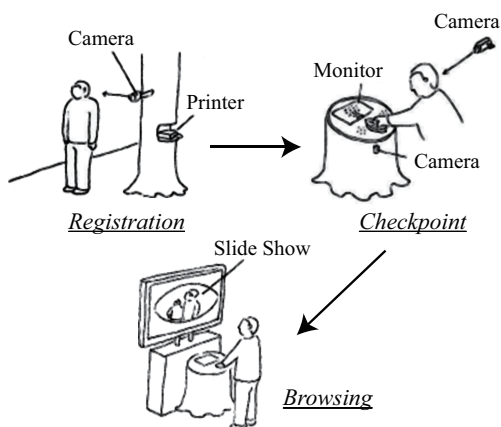 Camera
Printer
Registration
Camera
Monitor
Camera
Checkpoint
Slide Show
Browsing